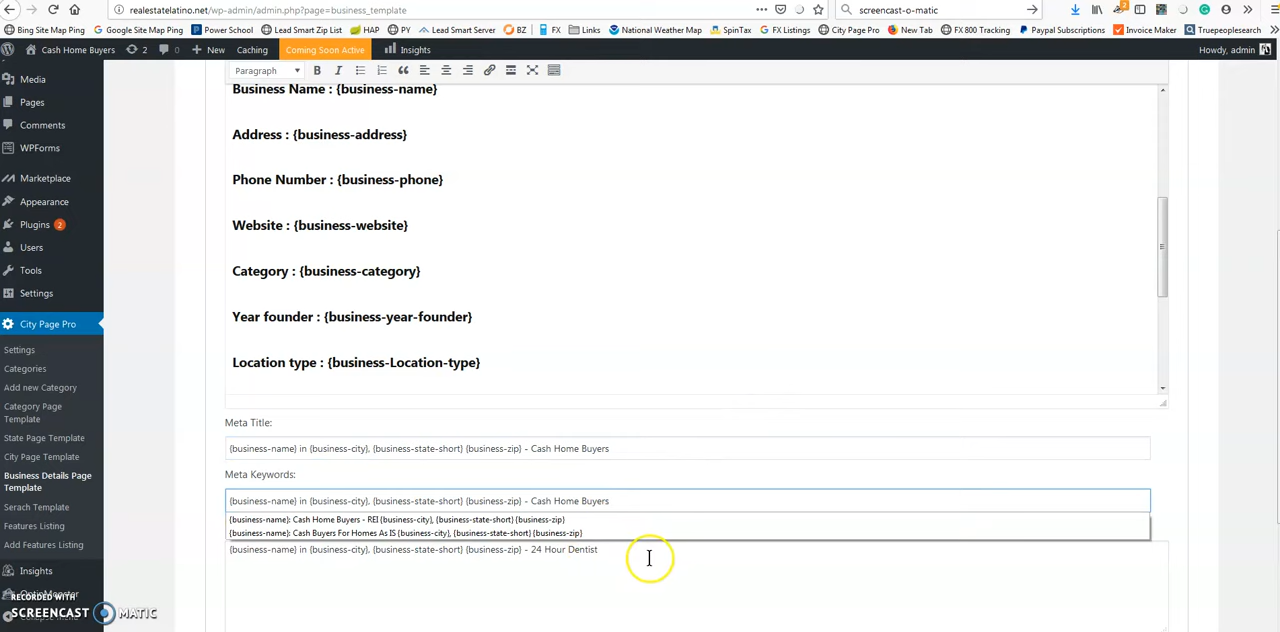 realestatelatino.net/wp-admin/admin.php?page=business_template
screencast-o-matic
2
Bing Site Map Ping
Google Site Map Ping
Power School
Lead Smart Zip List
HAP
PY
Lead Smart Server
BZ
FX
Links
National Weather Map
SpinTax
FX Listings
City Page Pro
New Tab
FX 800 Tracking
Paypal Subscriptions
Invoice Maker
Truepeoplesearch
Cash Home Buyers
2
0
New
Caching
Coming Soon Active
Insights
Howdy, admin
Media
Pages
Comments
WPForms
Marketplace
Appearance
Plugins 2
Users
Tools
Settings
City Page Pro
Settings
Categories
Add new Category
Category Page
Template
State Page Template
City Page Template
Business Details Page
Template
Serach Template
Features Listing
Add Features Listing
Insights
RECORDED WITH
SCREENCAST MATIC
Paragraph
B
I
Business Name : {business-name}
Address : {business-address}
Phone Number : {business-phone}
Website : {business-website}
Category : {business-category}
Year founder : {business-year-founder}
Location type : {business-Location-type}
Meta Title:
{business-name} in {business-city}, {business-state-short} {business-zip} - Cash Home Buyers
Meta Keywords:
{business-name} in {business-city}, {business-state-short} {business-zip} - Cash Home Buyers
{business-name}: Cash Home Buyers - REI {business-city}, {business-state-short} {business-zip}
{business-name}: Cash Buyers For Homes As IS {business-city}, {business-state-short} {business-zip}
{business-name} in {business-city}, {business-state-short} {business-zip} - 24 Hour Dentist